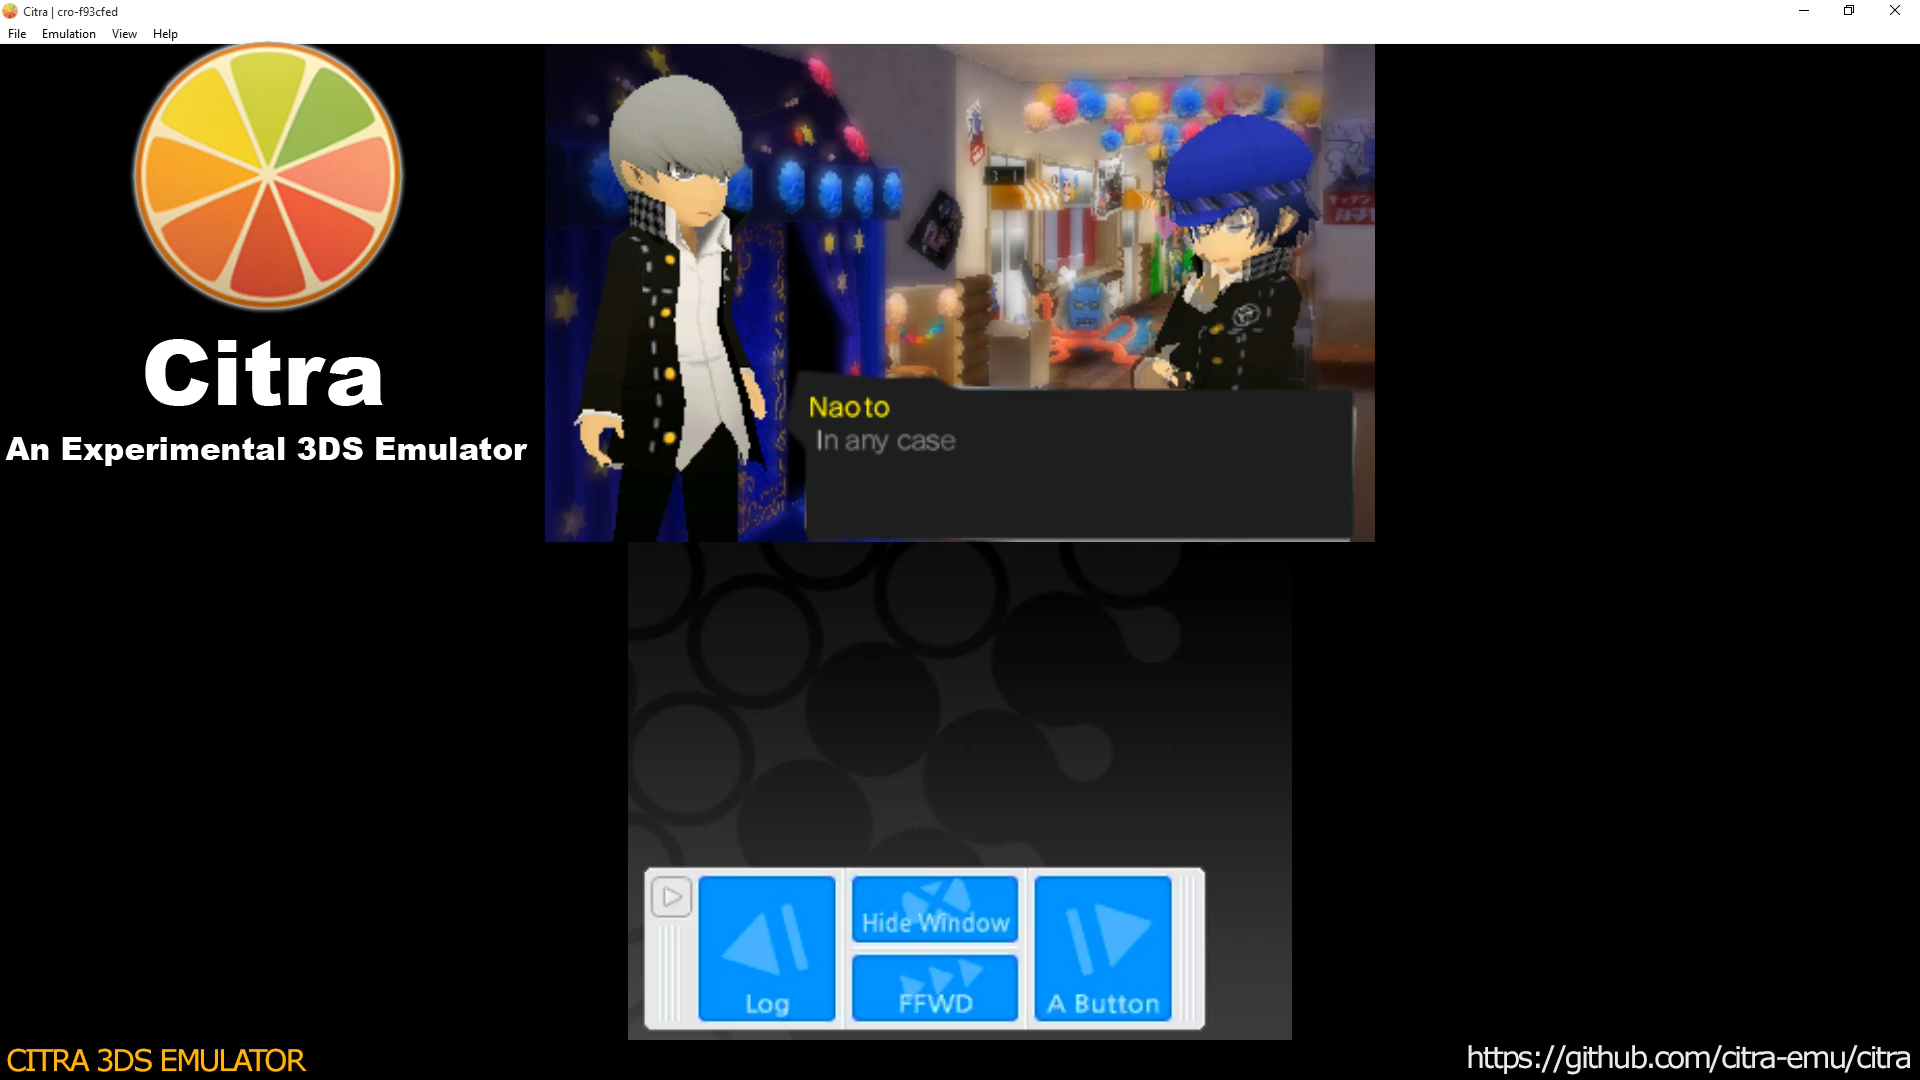 Citra | cro-f93cfed
File Emulation View Help
Citra
An Experimental 3DS Emulator
Naoto
In any case
Log
Hide Window
FFWD
A Button
CITRA 3DS EMULATOR
https://github.com/citra-emu/citra